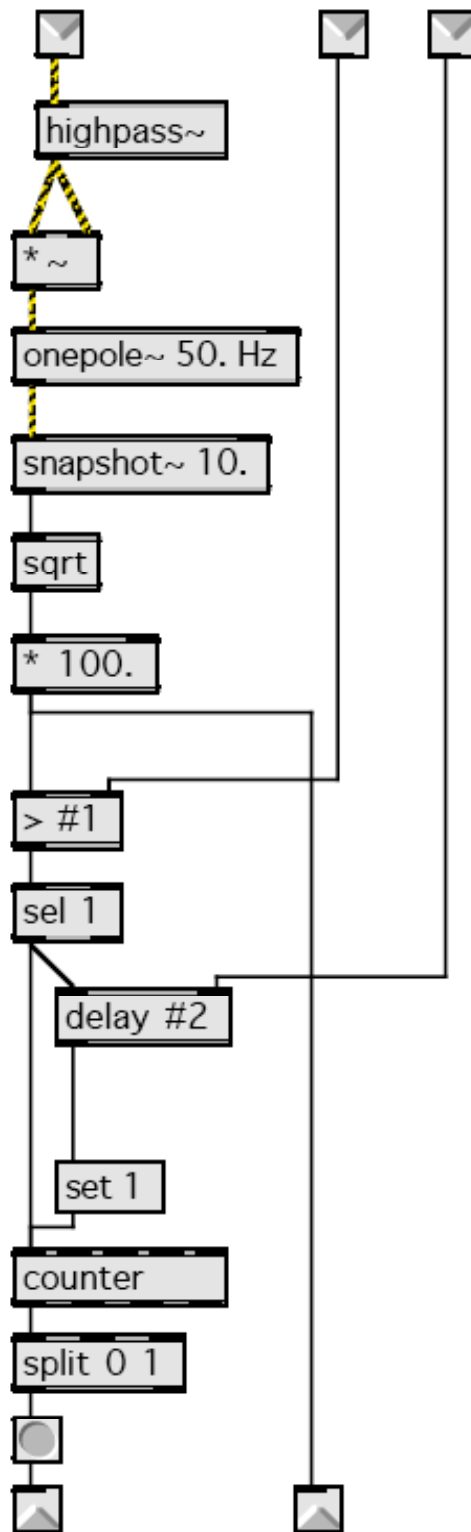 highpass~
* ~
onepole~ 50. Hz
snapshot~ 10.
sqrt
* 100.
> #1
sel 1
delay #2
set 1
counter
split 0 1